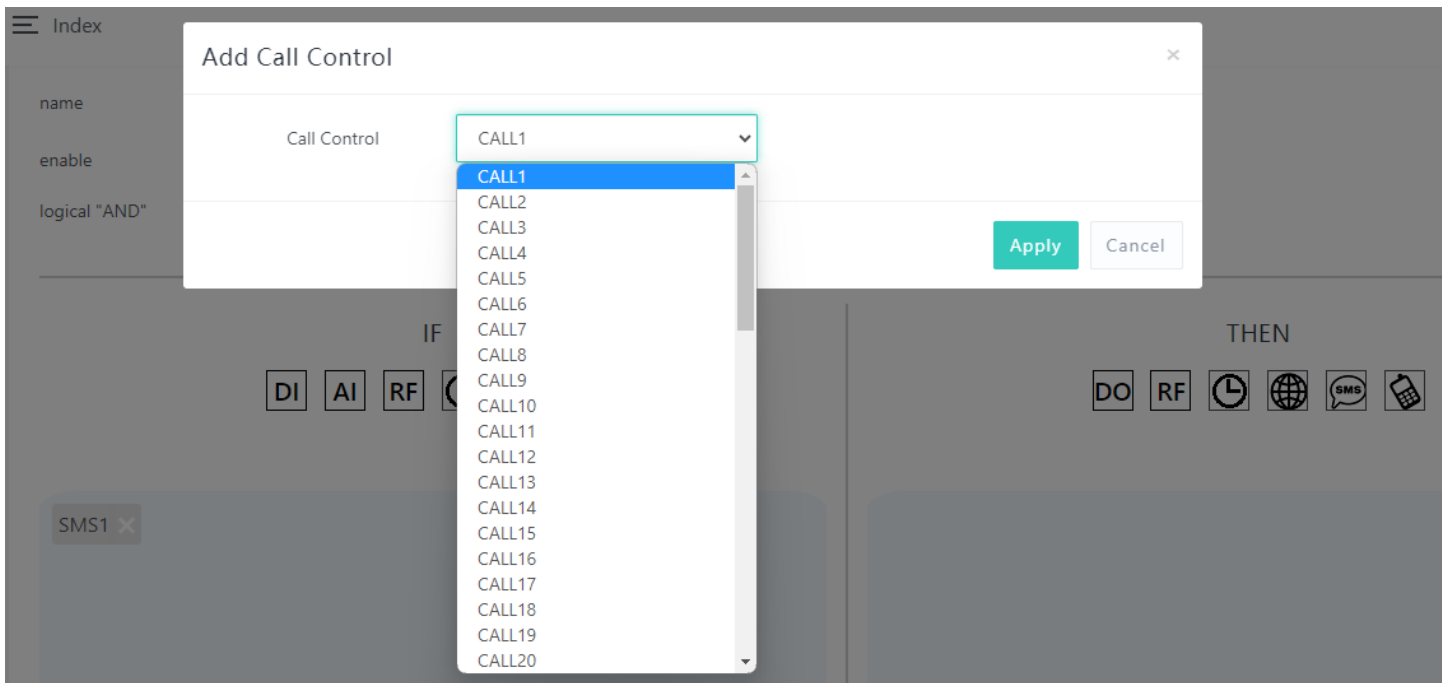 Index
Add Call Control
×
name
Call Control
CALL1
enable
logical "AND"
CALL1
CALL2
CALL3
CALL4
CALL5
CALL6
CALL7
CALL8
CALL9
CALL10
CALL11
CALL12
CALL13
CALL14
CALL15
CALL16
CALL17
CALL18
CALL19
CALL20
Apply Cancel
IF
DI AI RF
SMS1 ×
THEN
DO RF SMS